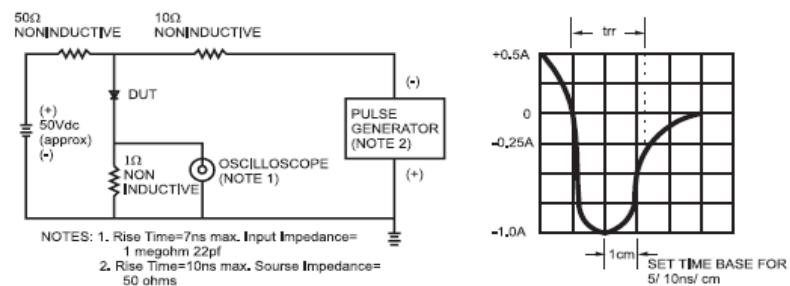 50Ω
NONINDUCTIVE
10Ω
NONINDUCTIVE
DUT
(+)
50Vdc
(approx)
(-)
1Ω
NON
INDUCTIVE
OSCILLOSCOPE
(NOTE 1)
(-)
PULSE
GENERATOR
(NOTE 2)
(+)
NOTES: 1. Rise Time=7ns max. Input Impedance=
1 megohm 22pf
2. Rise Time=10ns max. Sourse Impedance=
50 ohms
trr
+0.5A
0
-0.25A
-1.0A
1cm
SET TIME BASE FOR
5/ 10ns/ cm